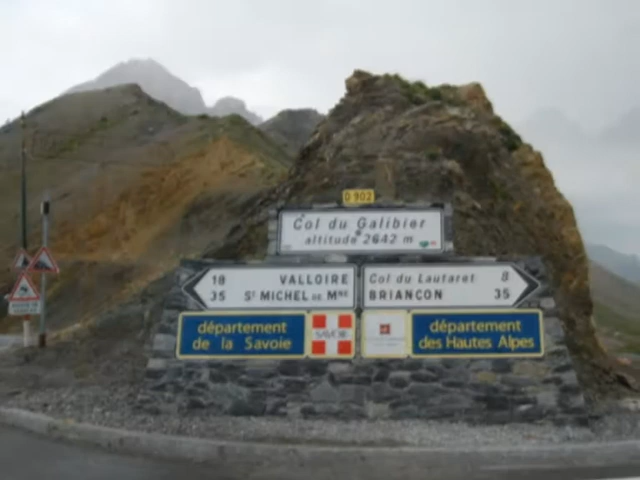 D 902
Col du Galibier
altitude 2642 m
18 VALLOIRE
35 ST MICHEL DE MNE
Col du Lautaret 8
BRIANCON 35
département
de la Savoie
SAVOIE
département
des Hautes Alpes